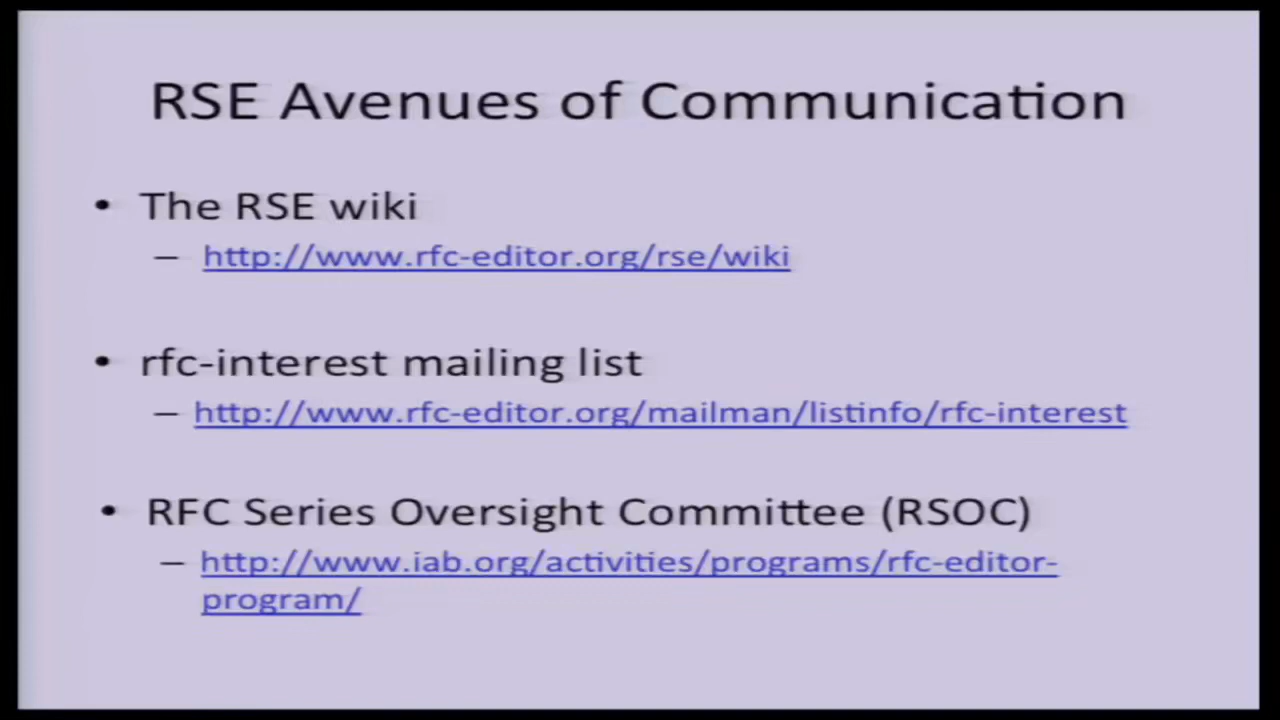 RSE Avenues of Communication
• The RSE wiki
– http://www.rfc-editor.org/rse/wiki
• rfc-interest mailing list
– http://www.rfc-editor.org/mailman/listinfo/rfc-interest
• RFC Series Oversight Committee (RSOC)
– http://www.iab.org/activities/programs/rfc-editor-
program/